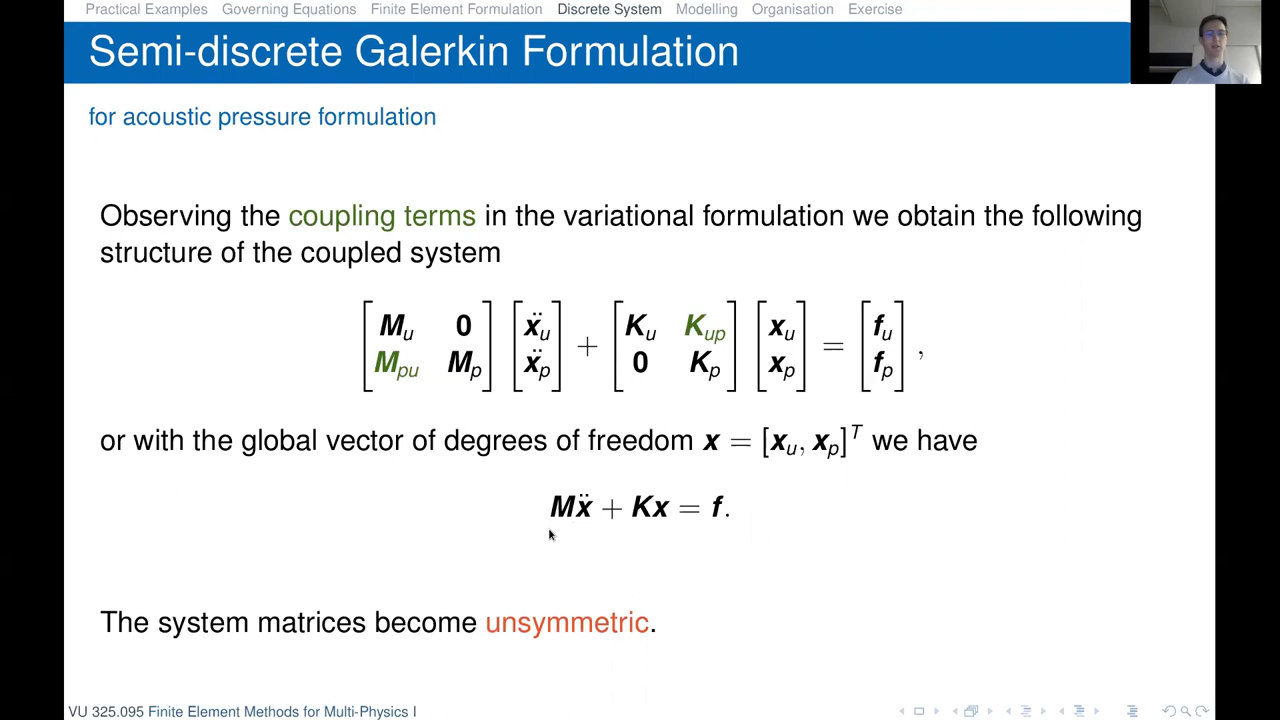 Practical Examples Governing Equations Finite Element Formulation Discrete System Modelling Organisation Exercise
Semi-discrete Galerkin Formulation
for acoustic pressure formulation
Observing the coupling terms in the variational formulation we obtain the following
structure of the coupled system
[M_u 0; M_pu M_p] [ẍ_u; ẍ_p] + [K_u K_up; 0 K_p] [x_u; x_p] = [f_u; f_p] ,
or with the global vector of degrees of freedom x = [x_u, x_p]^T we have
Mẍ + Kx = f.
The system matrices become unsymmetric.
VU 325.095 Finite Element Methods for Multi-Physics I